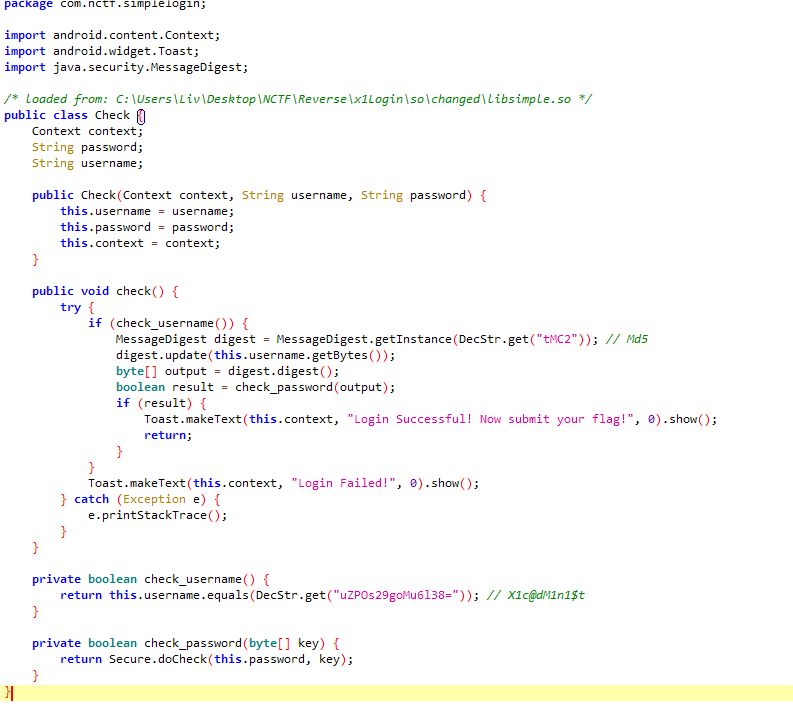 package com.nctf.simplelogin;
import android.content.Context;
import android.widget.Toast;
import java.security.MessageDigest;
/* loaded from: C:\Users\Liv\Desktop\NCTF\Reverse\x1Login\so\changed\libsimple.so */
public class Check {
    Context context;
    String password;
    String username;
    public Check(Context context, String username, String password) {
        this.username = username;
        this.password = password;
        this.context = context;
    }
    public void check() {
        try {
            if (check_username()) {
                MessageDigest digest = MessageDigest.getInstance(DecStr.get("tMC2")); // Md5
                digest.update(this.username.getBytes());
                byte[] output = digest.digest();
                boolean result = check_password(output);
                if (result) {
                    Toast.makeText(this.context, "Login Successful! Now submit your flag!", 0).show();
                    return;
                }
            }
            Toast.makeText(this.context, "Login Failed!", 0).show();
        } catch (Exception e) {
            e.printStackTrace();
        }
    }
    private boolean check_username() {
        return this.username.equals(DecStr.get("uZPOs29goMu6l38=")); // X1c@dM1n1$t
    }
    private boolean check_password(byte[] key) {
        return Secure.doCheck(this.password, key);
    }
}